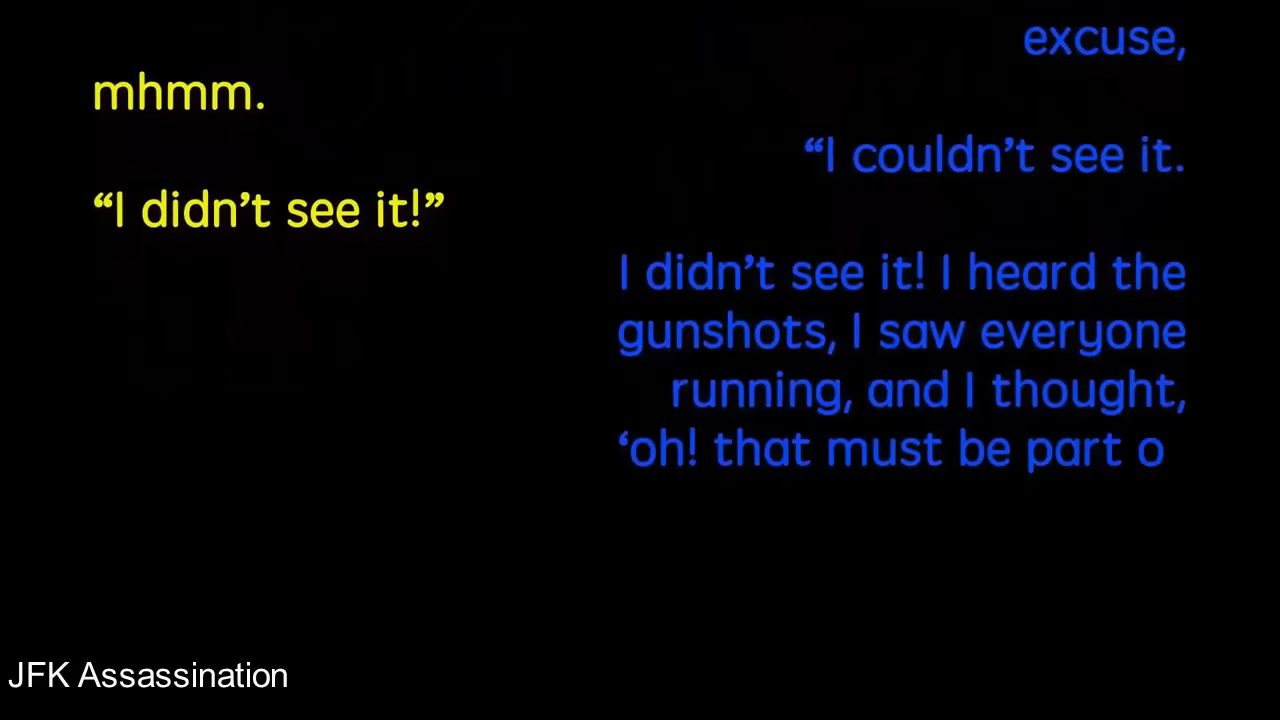 excuse,
mhmm.
“I couldn’t see it.
“I didn’t see it!”
I didn’t see it! I heard the
gunshots, I saw everyone
running, and I thought,
‘oh! that must be part o
JFK Assassination